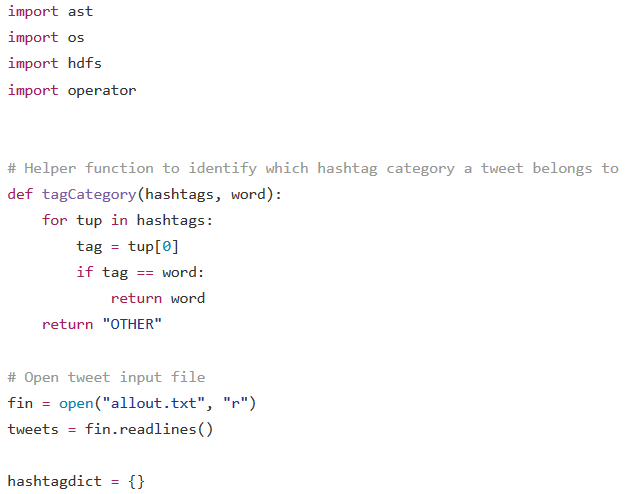 import ast
import os
import hdfs
import operator
# Helper function to identify which hashtag category a tweet belongs to
def tagCategory(hashtags, word):
    for tup in hashtags:
        tag = tup[0]
        if tag == word:
            return word
    return "OTHER"
# Open tweet input file
fin = open("allout.txt", "r")
tweets = fin.readlines()
hashtagdict = {}